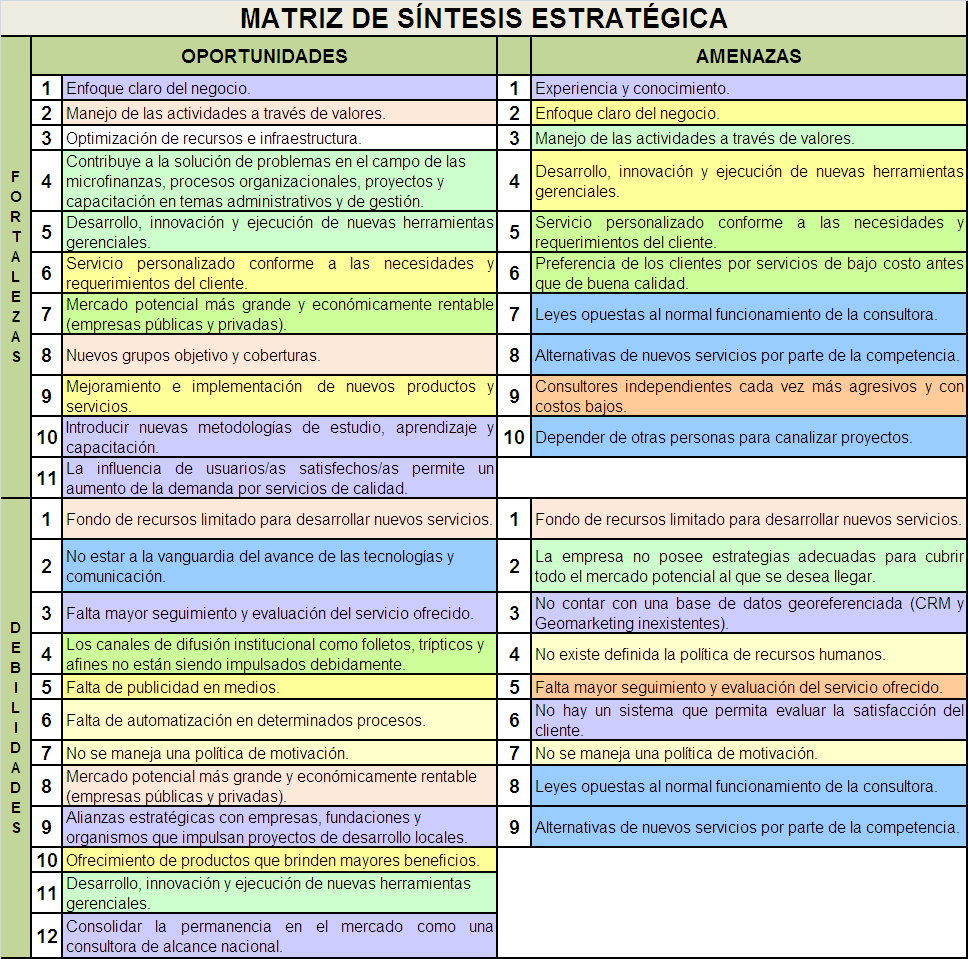 MATRIZ DE SÍNTESIS ESTRATÉGICA
OPORTUNIDADES
AMENAZAS
FORTALEZAS
1 Enfoque claro del negocio.
2 Manejo de las actividades a través de valores.
3 Optimización de recursos e infraestructura.
4 Contribuye a la solución de problemas en el campo de las
microfinanzas, procesos organizacionales, proyectos y
capacitación en temas administrativos y de gestión.
5 Desarrollo, innovación y ejecución de nuevas herramientas
gerenciales.
6 Servicio personalizado conforme a las necesidades y
requerimientos del cliente.
7 Mercado potencial más grande y económicamente rentable
(empresas públicas y privadas).
8 Nuevos grupos objetivo y coberturas.
9 Mejoramiento e implementación de nuevos productos y
servicios.
10 Introducir nuevas metodologías de estudio, aprendizaje y
capacitación.
11 La influencia de usuarios/as satisfechos/as permite un
aumento de la demanda por servicios de calidad.
1 Experiencia y conocimiento.
2 Enfoque claro del negocio.
3 Manejo de las actividades a través de valores.
4 Desarrollo, innovación y ejecución de nuevas herramientas
gerenciales.
5 Servicio personalizado conforme a las necesidades y
requerimientos del cliente.
6 Preferencia de los clientes por servicios de bajo costo antes
que de buena calidad.
7 Leyes opuestas al normal funcionamiento de la consultora.
8 Alternativas de nuevos servicios por parte de la competencia.
9 Consultores independientes cada vez más agresivos y con
costos bajos.
10 Depender de otras personas para canalizar proyectos.
DEBILIDADES
1 Fondo de recursos limitado para desarrollar nuevos servicios.
2 No estar a la vanguardia del avance de las tecnologías y
comunicación.
3 Falta mayor seguimiento y evaluación del servicio ofrecido.
4 Los canales de difusión institucional como folletos, trípticos y
afines no están siendo impulsados debidamente.
5 Falta de publicidad en medios.
6 Falta de automatización en determinados procesos.
7 No se maneja una política de motivación.
8 Mercado potencial más grande y económicamente rentable
(empresas públicas y privadas).
9 Alianzas estratégicas con empresas, fundaciones y
organismos que impulsan proyectos de desarrollo locales.
10 Ofrecimiento de productos que brinden mayores beneficios.
11 Desarrollo, innovación y ejecución de nuevas herramientas
gerenciales.
12 Consolidar la permanencia en el mercado como una
consultora de alcance nacional.
1 Fondo de recursos limitado para desarrollar nuevos servicios.
2 La empresa no posee estrategias adecuadas para cubrir
todo el mercado potencial al que se desea llegar.
3 No contar con una base de datos georeferenciada (CRM y
Geomarketing inexistentes).
4 No existe definida la política de recursos humanos.
5 Falta mayor seguimiento y evaluación del servicio ofrecido.
6 No hay un sistema que permita evaluar la satisfacción del
cliente.
7 No se maneja una política de motivación.
8 Leyes opuestas al normal funcionamiento de la consultora.
9 Alternativas de nuevos servicios por parte de la competencia.